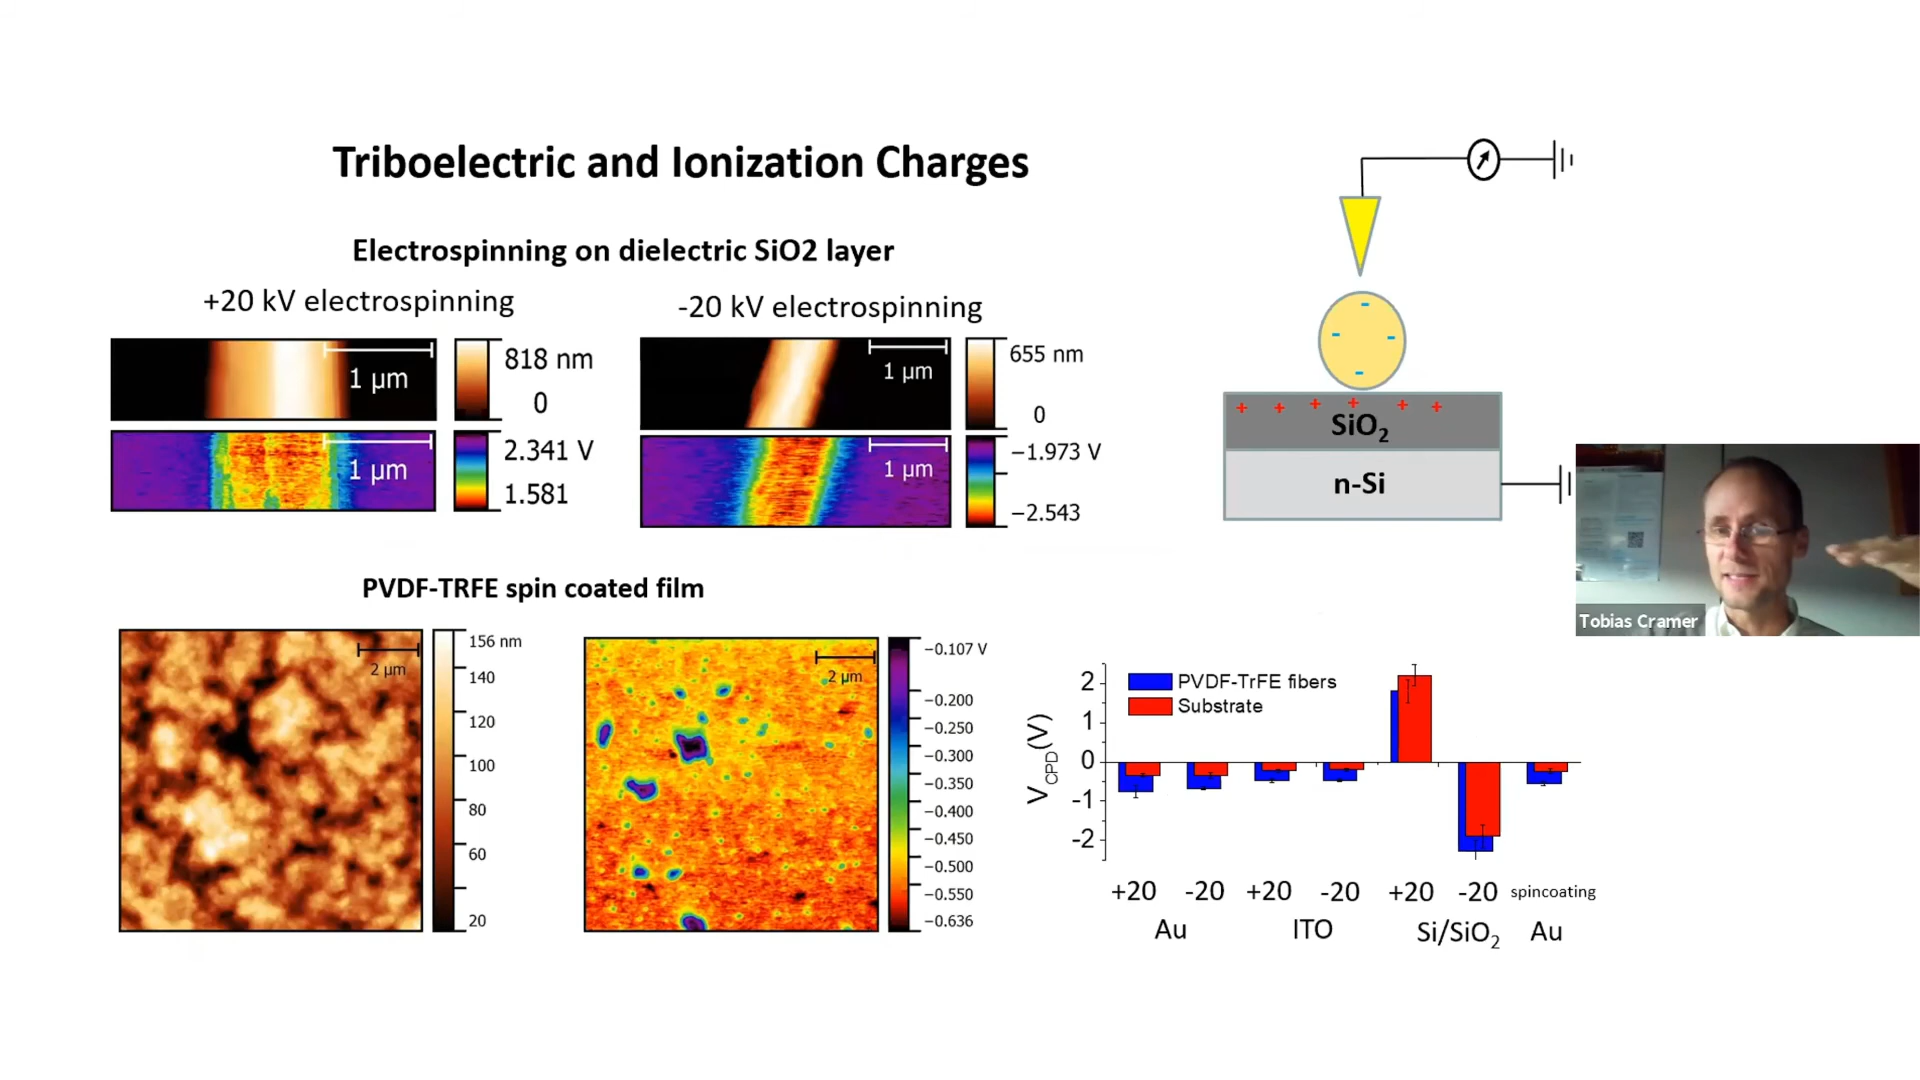 Triboelectric and Ionization Charges
Electrospinning on dielectric SiO2 layer
+20 kV electrospinning
-20 kV electrospinning
1 µm
818 nm
0
1 µm
2.341 V
1.581
1 µm
655 nm
0
1 µm
−1.973 V
−2.543
SiO2
n-Si
Tobias Cramer
PVDF-TRFE spin coated film
2 µm
156 nm
140
120
100
80
60
20
2 µm
−0.107 V
−0.200
−0.250
−0.300
−0.350
−0.400
−0.450
−0.500
−0.550
−0.636
PVDF-TrFE fibers
Substrate
VCPD(V)
2
1
0
-1
-2
+20 -20 +20 -20 +20 -20 spincoating
Au ITO Si/SiO2 Au